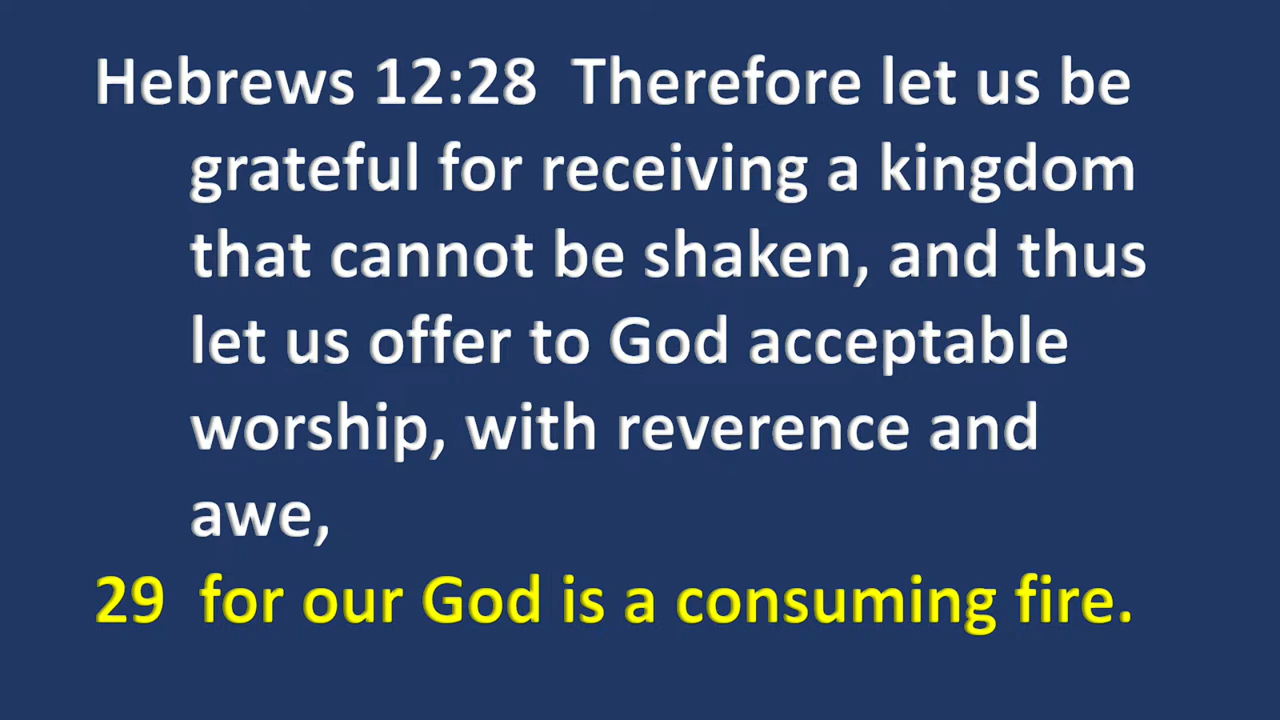 Hebrews 12:28  Therefore let us be
grateful for receiving a kingdom
that cannot be shaken, and thus
let us offer to God acceptable
worship, with reverence and
awe,
29  for our God is a consuming fire.